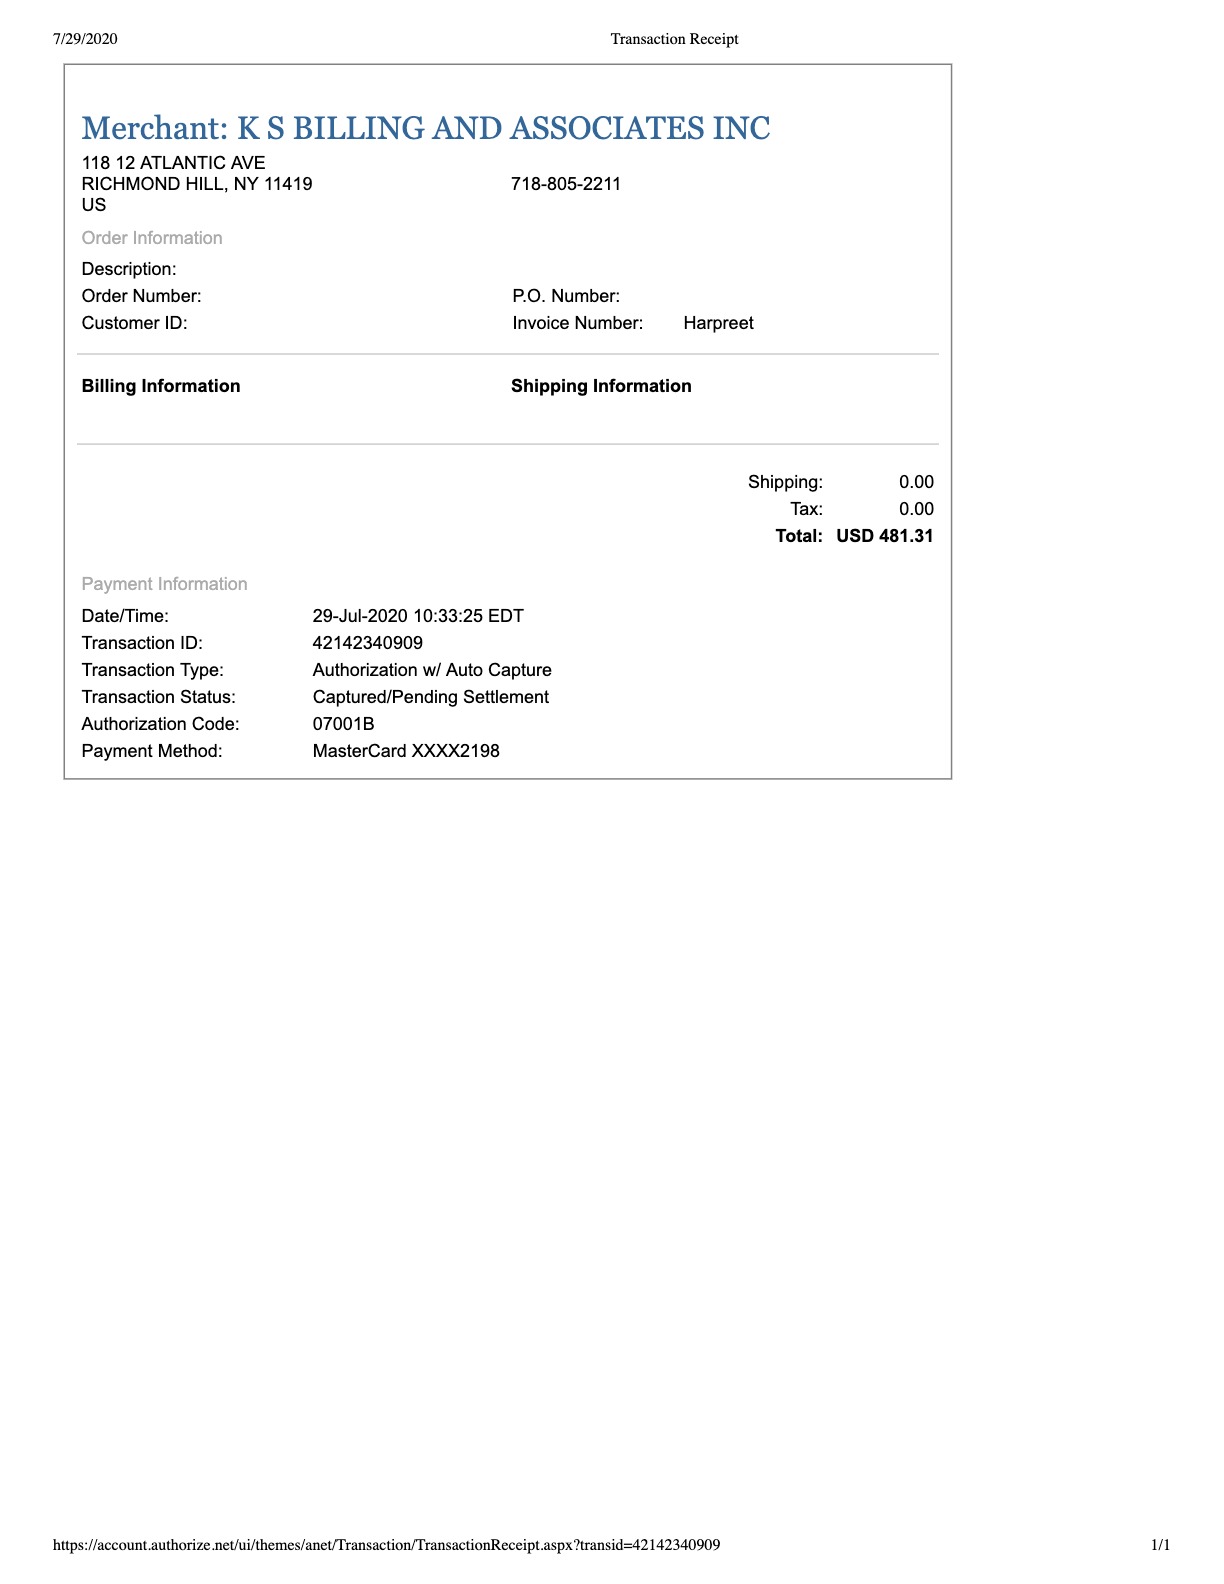 7/29/2020 Transaction Receipt
Merchant: K S BILLING AND ASSOCIATES INC
118 12 ATLANTIC AVE
RICHMOND HILL, NY 11419 718-805-2211
US
Order Information
Description:
Order Number: P.O. Number:
Customer ID: Invoice Number: Harpreet
Billing Information Shipping Information
Shipping: 0.00
Tax: 0.00
Total: USD 481.31
Payment Information
Date/Time: 29-Jul-2020 10:33:25 EDT
Transaction ID: 42142340909
Transaction Type: Authorization w/ Auto Capture
Transaction Status: Captured/Pending Settlement
Authorization Code: 07001B
Payment Method: MasterCard XXXX2198
https://account.authorize.net/ui/themes/anet/Transaction/TransactionReceipt.aspx?transid=42142340909 1/1